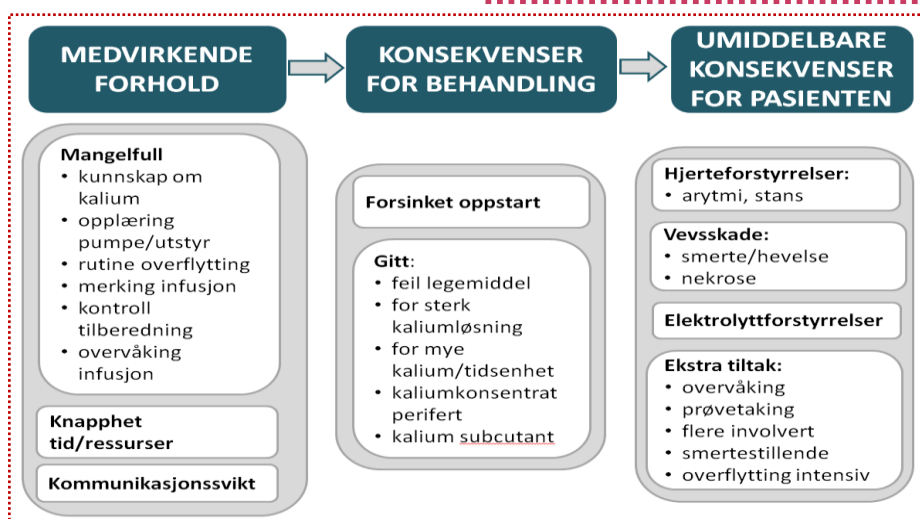 MEDVIRKENDE
FORHOLD
Mangelfull
• kunnskap om
kalium
• opplæring
pumpe/utstyr
• rutine overflytting
• merking infusjon
• kontroll
tilberedning
• overvåking
infusjon
Knapphet
tid/ressurser
Kommunikasjonssvikt
KONSEKVENSER
FOR BEHANDLING
Forsinket oppstart
Gitt:
• feil legemiddel
• for sterk
kaliumløsning
• for mye
kalium/tidsenhet
• kaliumkonsentrat
perifert
• kalium subcutant
UMIDDELBARE
KONSEKVENSER
FOR PASIENTEN
Hjerteforstyrrelser:
• arytmi, stans
Vevsskade:
• smerte/hevelse
• nekrose
Elektrolyttforstyrrelser
Ekstra tiltak:
• overvåking
• prøvetaking
• flere involvert
• smertestillende
• overflytting intensiv